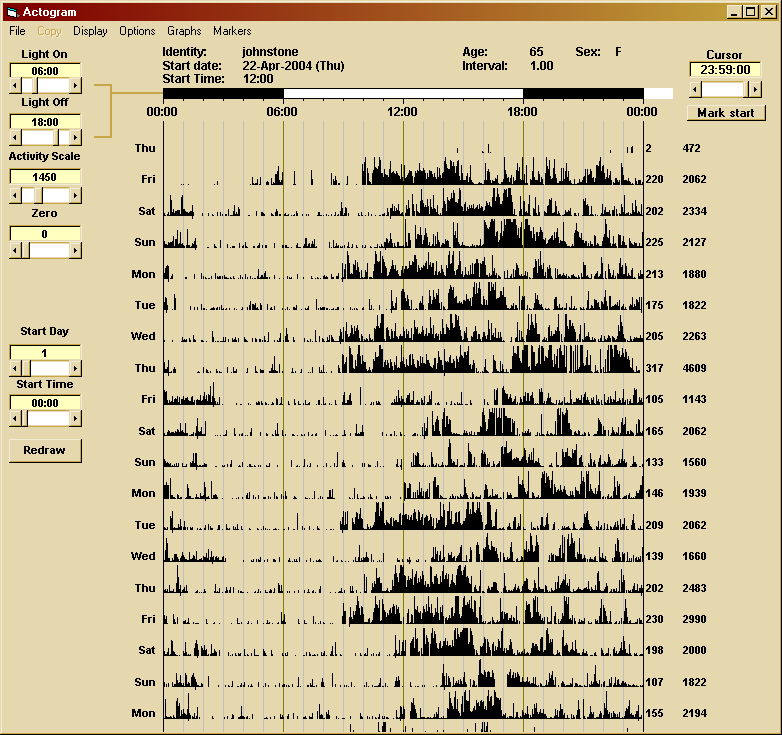 Actogram
File Copy Display Options Graphs Markers
Light On
06:00
Light Off
18:00
Activity Scale
1450
Zero
0
Start Day
1
Start Time
00:00
Redraw
Identity: johnstone Age: 65 Sex: F
Start date: 22-Apr-2004 (Thu) Interval: 1.00
Start Time: 12:00
Cursor
23:59:00
Mark start
00:00 06:00 12:00 18:00 00:00
Thu 2 472
Fri 220 2062
Sat 202 2334
Sun 225 2127
Mon 213 1880
Tue 175 1822
Wed 205 2263
Thu 317 4609
Fri 105 1143
Sat 165 2062
Sun 133 1560
Mon 146 1939
Tue 209 2062
Wed 139 1660
Thu 202 2483
Fri 230 2990
Sat 198 2000
Sun 107 1822
Mon 155 2194